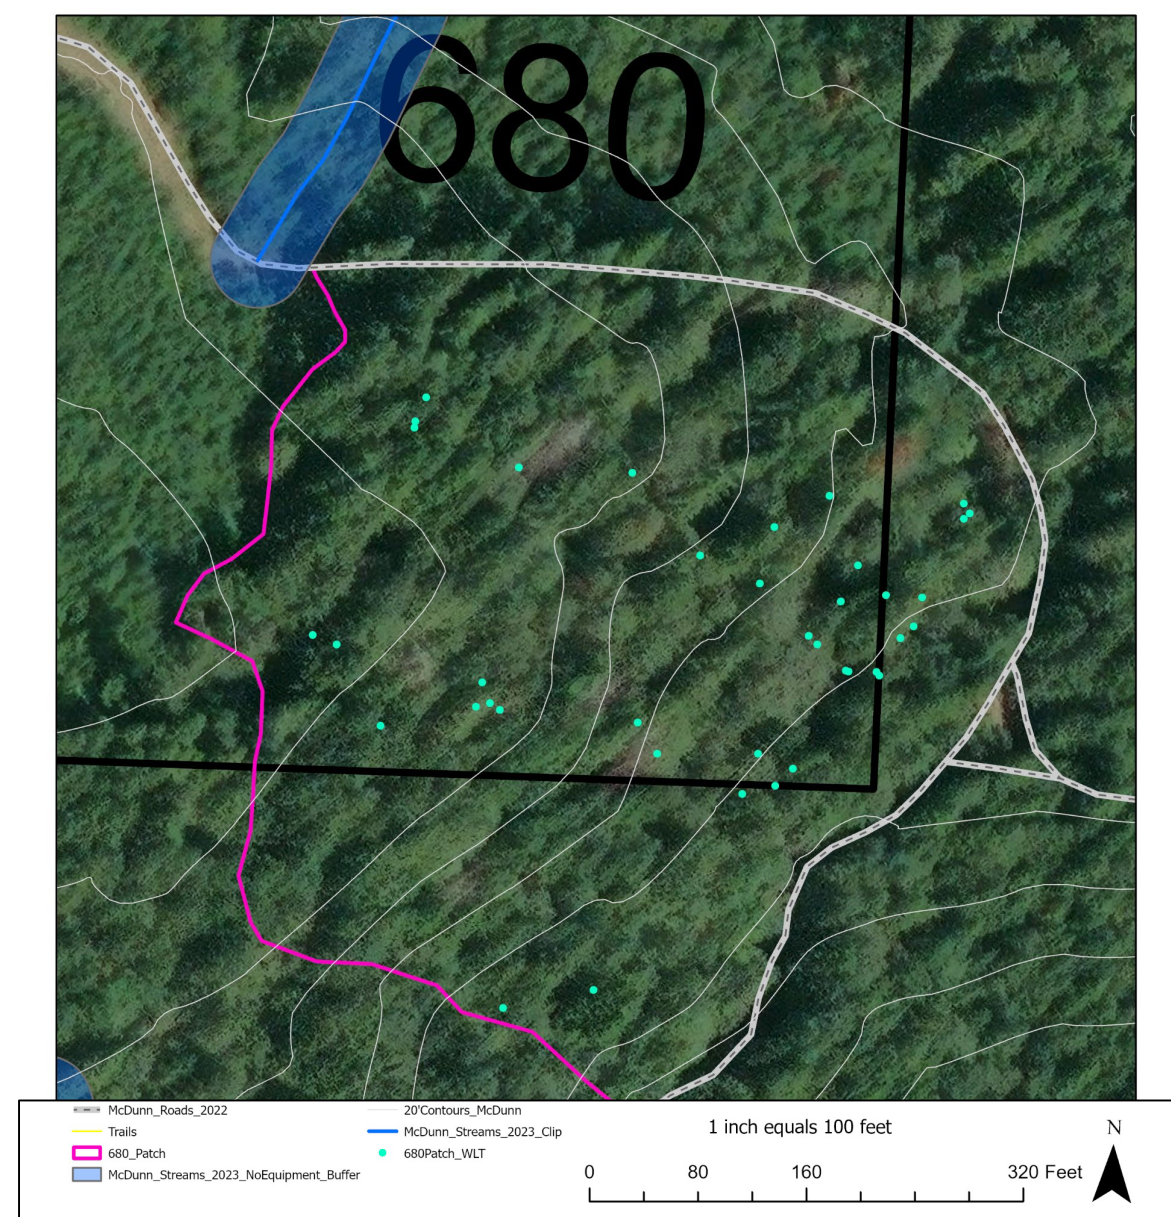 680
McDunn_Roads_2022
20'Contours_McDunn
Trails
McDunn_Streams_2023_Clip
680_Patch
680Patch_WLT
McDunn_Streams_2023_NoEquipment_Buffer
1 inch equals 100 feet
N
0 80 160 320 Feet